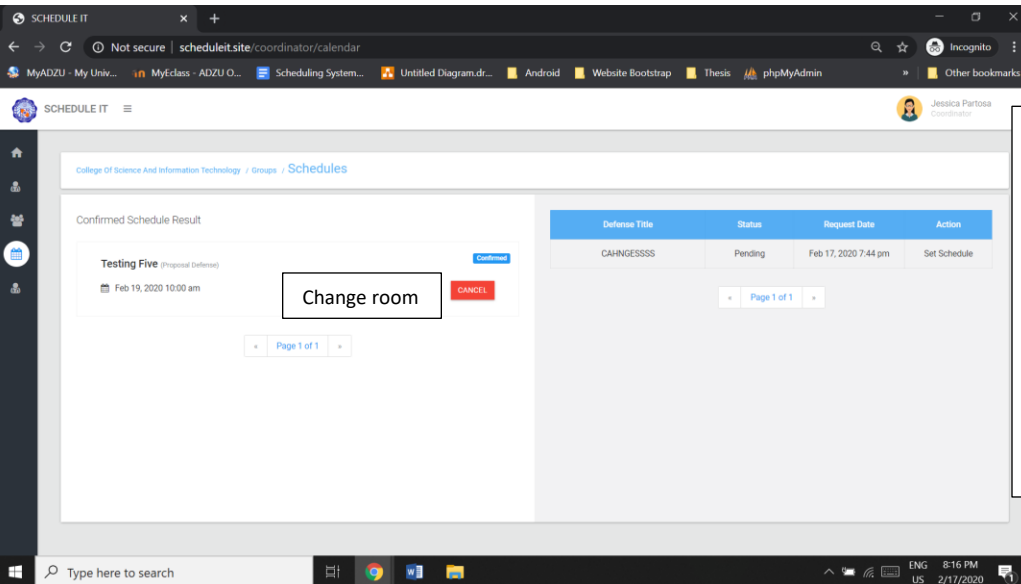 SCHEDULE IT
Not secure | scheduleit.site/coordinator/calendar
Incognito
MyADZU - My Univ...
MyEclass - ADZU O...
Scheduling System...
Untitled Diagram.dr...
Android
Website Bootstrap
Thesis
phpMyAdmin
»
Other bookmarks
SCHEDULE IT
Jessica Partosa
Coordinator
College Of Science And Information Technology / Groups / Schedules
Confirmed Schedule Result
Testing Five (Proposal Defense)
Confirmed
Feb 19, 2020 10:00 am
Change room
CANCEL
« Page 1 of 1 »
Defense Title Status Request Date Action
CAHNGESSSS Pending Feb 17, 2020 7:44 pm Set Schedule
« Page 1 of 1 »
Type here to search
ENG
US
8:16 PM
2/17/2020
1